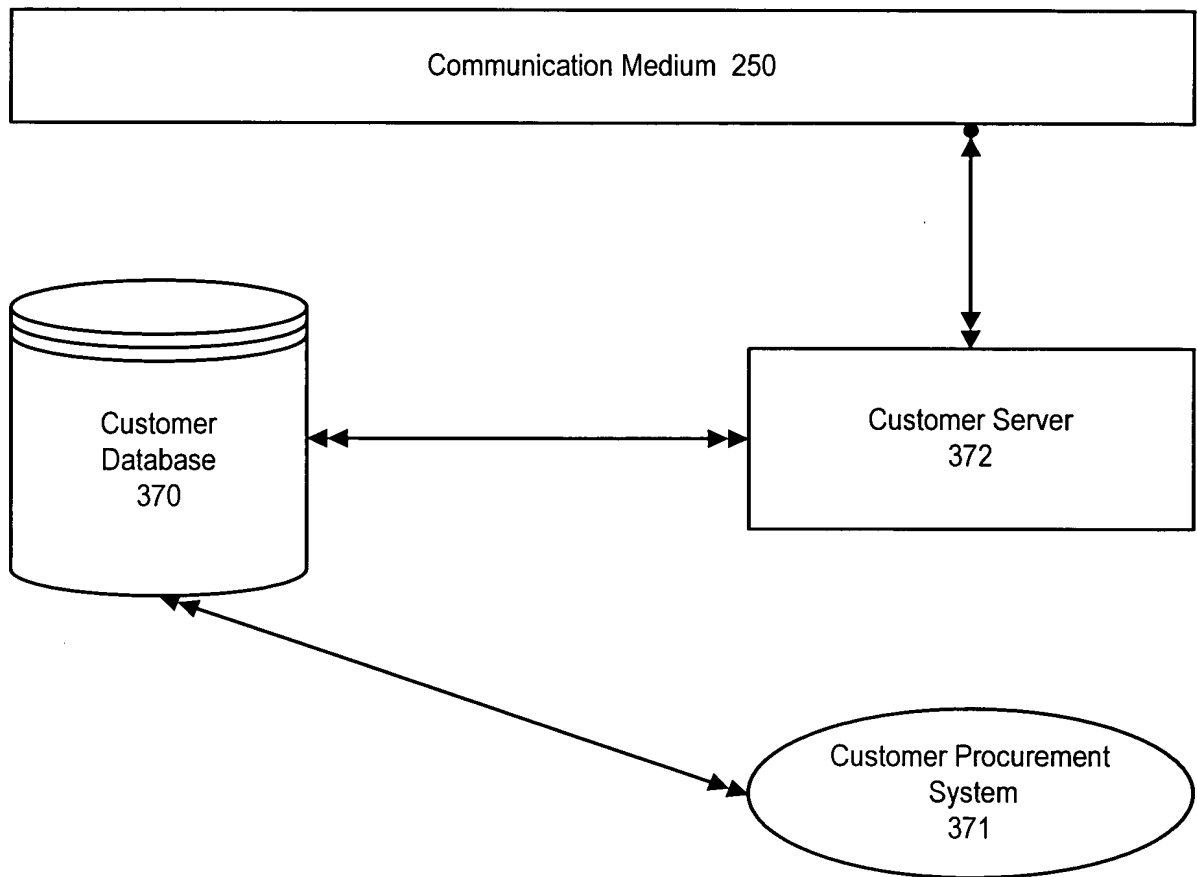 Communication Medium 250
Customer
Database
370
Customer Server
372
Customer Procurement
System
371